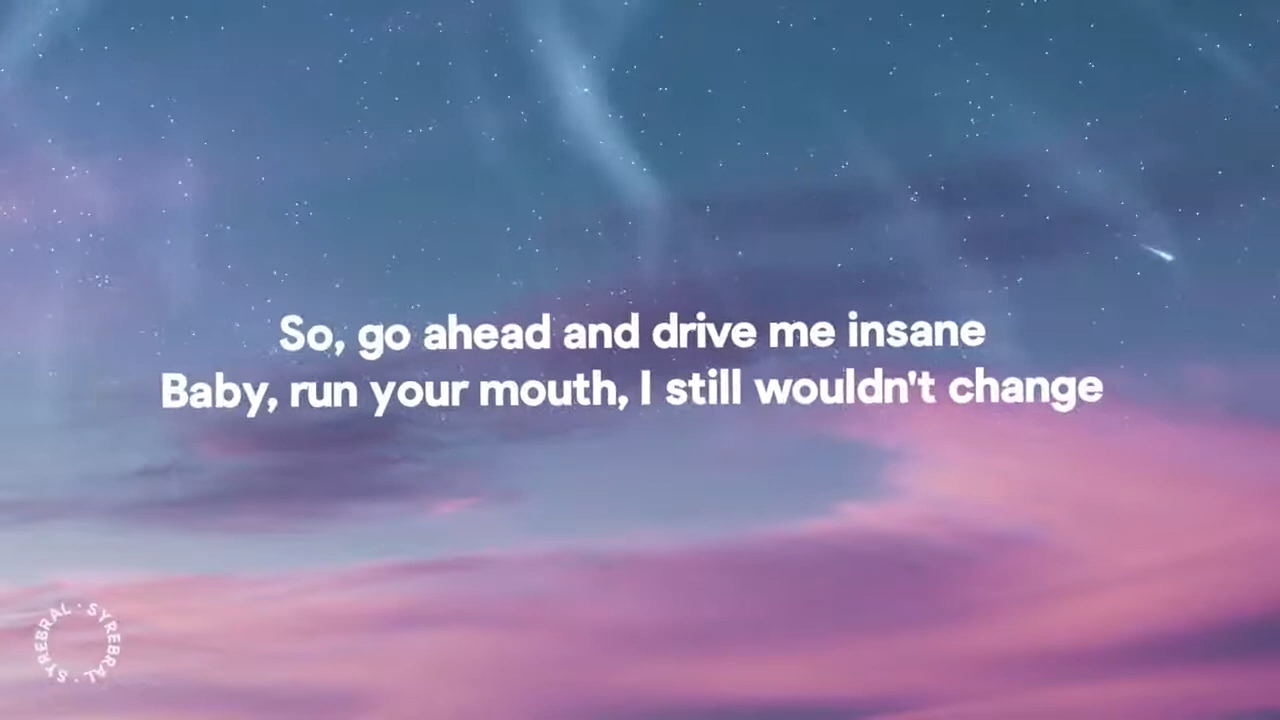 So, go ahead and drive me insane
Baby, run your mouth, I still wouldn't change
SYREBRAL · SYREBRAL ·